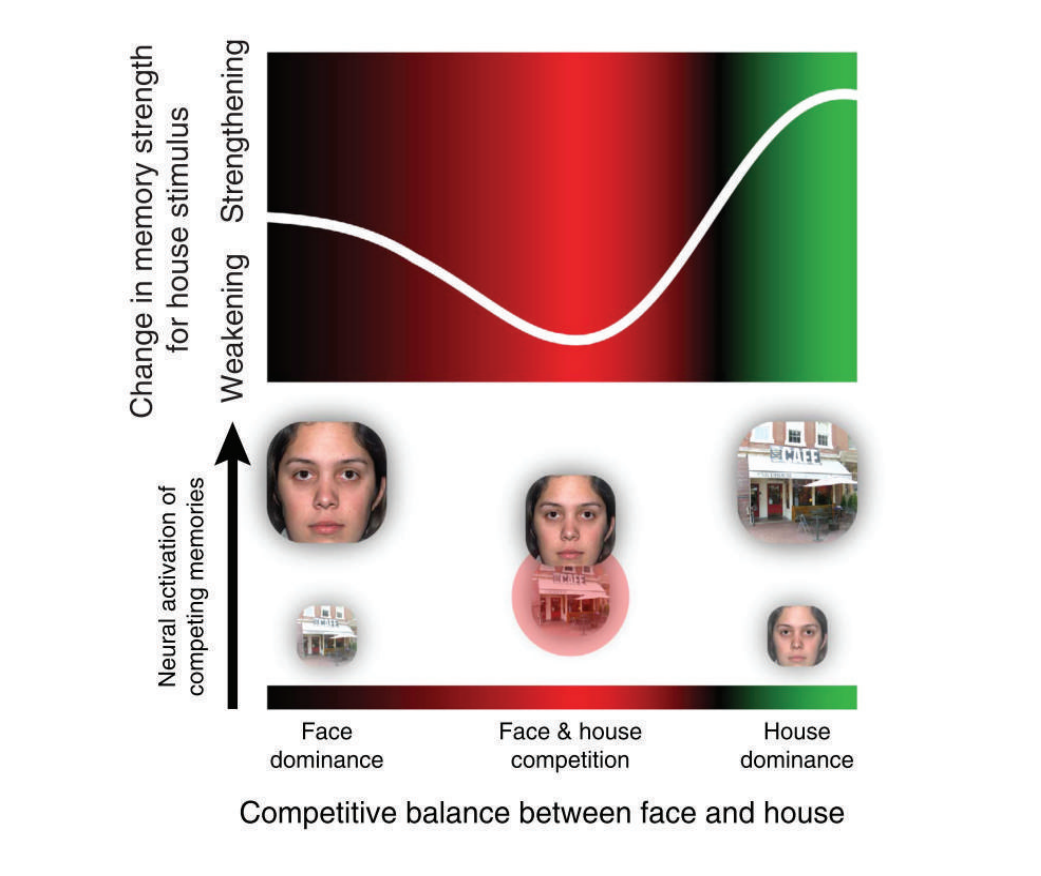 Change in memory strength
for house stimulus
Weakening Strengthening
Neural activation of
competing memories
CAFE
CAFE
Face
dominance
Face & house
competition
House
dominance
Competitive balance between face and house